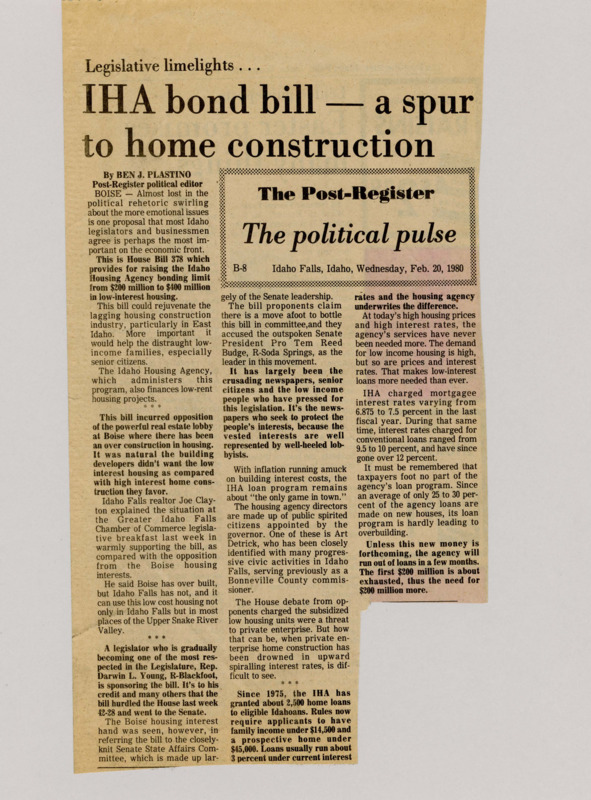 Legislative limelights . . .
IHA bond bill — a spur
to home construction
By BEN J. PLASTINO
Post-Register political editor
BOISE — Almost lost in the
political rehetoric swirling
about the more emotional issues
is one proposal that most Idaho
legislators and businessmen
agree is perhaps the most im-
portant on the economic front.
This is House Bill 378 which
provides for raising the Idaho
Housing Agency bonding limit
from $200 million to $400 million
in low-interest housing.
This bill could rejuvenate the
lagging housing construction
industry, particularly in East
Idaho. More important it
would help the distraught low-
income families, especially
senior citizens.
The Idaho Housing Agency,
which administers this
program, also finances low-rent
housing projects.
* * *
This bill incurred opposition
of the powerful real estate lobby
at Boise where there has been
an over construction in housing.
It was natural the building
developers didn't want the low
interest housing as compared
with high interest home cons-
truction they favor.
Idaho Falls realtor Joe Clay-
ton explained the situation at
the Greater Idaho Falls
Chamber of Commerce legisla-
tive breakfast last week in
warmly supporting the bill, as
compared with the opposition
from the Boise housing
interests.
He said Boise has over built,
but Idaho Falls has not, and it
can use this low cost housing not
only in Idaho Falls but in most
places of the Upper Snake River
Valley.
* * *
A legislator who is gradually
becoming one of the most res-
pected in the Legislature, Rep.
Darwin L. Young, R-Blackfoot,
is sponsoring the bill. It's to his
credit and many others that the
bill hurdled the House last week
42-28 and went to the Senate.
The Boise housing interest
hand was seen, however, in
referring the bill to the closely-
knit Senate State Affairs Com-
mittee, which is made up lar-
The Post-Register
The political pulse
B-8 Idaho Falls, Idaho, Wednesday, Feb. 20, 1980
gely of the Senate leadership.
The bill proponents claim
there is a move afoot to bottle
this bill in committee,and they
accused the outspoken Senate
President Pro Tem Reed
Budge, R-Soda Springs, as the
leader in this movement.
It has largely been the
crusading newspapers, senior
citizens and the low income
people who have pressed for
this legislation. It's the news-
papers who seek to protect the
people's interests, because the
vested interests are well
represented by well-heeled lob-
byists.
With inflation running amuck
on building interest costs, the
IHA loan program remains
about "the only game in town."
The housing agency directors
are made up of public spirited
citizens appointed by the
governor. One of these is Art
Detrick, who has been closely
identified with many progres-
sive civic activities in Idaho
Falls, serving previously as a
Bonneville County commis-
sioner.
The House debate from op-
ponents charged the subsidized
low housing units were a threat
to private enterprise. But how
that can be, when private en-
terprise home construction has
been drowned in upward
spiralling interest rates, is dif-
ficult to see.
* * *
Since 1975, the IHA has
granted about 2,500 home loans
to eligible Idahoans. Rules now
require applicants to have
family income under $14,500 and
a prospective home under
$45,000. Loans usually run about
3 percent under current interest
rates and the housing agency
underwrites the difference.
At today's high housing prices
and high interest rates, the
agency's services have never
been needed more. The demand
for low income housing is high,
but so are prices and interest
rates. That makes low-interest
loans more needed than ever.
IHA charged mortgagee
interest rates varying from
6.875 to 7.5 percent in the last
fiscal year. During that same
time, interest rates charged for
conventional loans ranged from
9.5 to 10 percent, and have since
gone over 12 percent.
It must be remembered that
taxpayers foot no part of the
agency's loan program. Since
an average of only 25 to 30 per-
cent of the agency loans are
made on new houses, its loan
program is hardly leading to
overbuilding.
Unless this new money is
forthcoming, the agency will
run out of loans in a few months.
The first $200 million is about
exhausted, thus the need for
$200 million more.